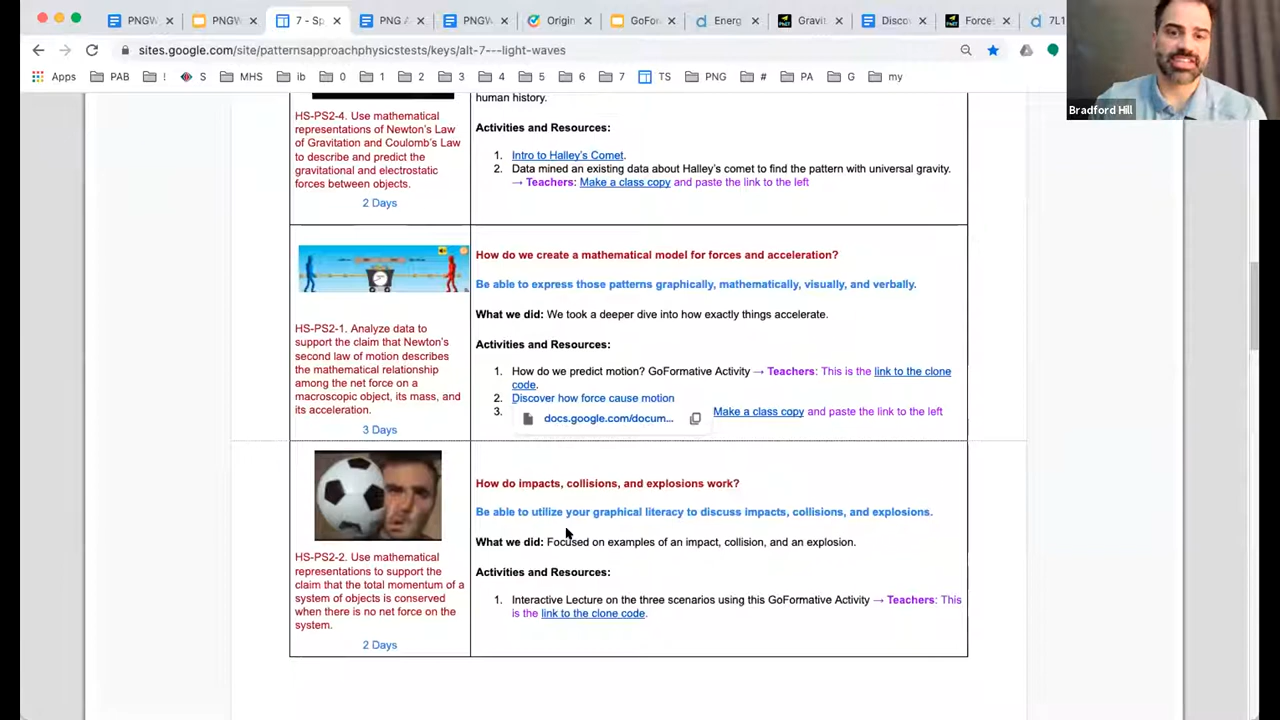 PNGW
PNGW
7 - Sp
PNG A
PNGW
Origin
GoFor
Energ
Gravit
Disco
Force
7L1
sites.google.com/site/patternsapproachphysicstests/keys/alt-7---light-waves
Apps PAB ! S MHS ib 0 1 2 3 4 5 6 7 TS PNG # PA G my
Bradford Hill
human history.
HS-PS2-4. Use mathematical
representations of Newton's Law
of Gravitation and Coulomb's Law
to describe and predict the
gravitational and electrostatic
forces between objects.
2 Days
Activities and Resources:
1. Intro to Halley's Comet.
2. Data mined an existing data about Halley's comet to find the pattern with universal gravity.
→ Teachers: Make a class copy and paste the link to the left
HS-PS2-1. Analyze data to
support the claim that Newton's
second law of motion describes
the mathematical relationship
among the net force on a
macroscopic object, its mass, and
its acceleration.
3 Days
How do we create a mathematical model for forces and acceleration?
Be able to express those patterns graphically, mathematically, visually, and verbally.
What we did: We took a deeper dive into how exactly things accelerate.
Activities and Resources:
1. How do we predict motion? GoFormative Activity → Teachers: This is the link to the clone
code.
2. Discover how force cause motion
3. Make a class copy and paste the link to the left
docs.google.com/docum...
HS-PS2-2. Use mathematical
representations to support the
claim that the total momentum of a
system of objects is conserved
when there is no net force on the
system.
2 Days
How do impacts, collisions, and explosions work?
Be able to utilize your graphical literacy to discuss impacts, collisions, and explosions.
What we did: Focused on examples of an impact, collision, and an explosion.
Activities and Resources:
1. Interactive Lecture on the three scenarios using this GoFormative Activity → Teachers: This
is the link to the clone code.